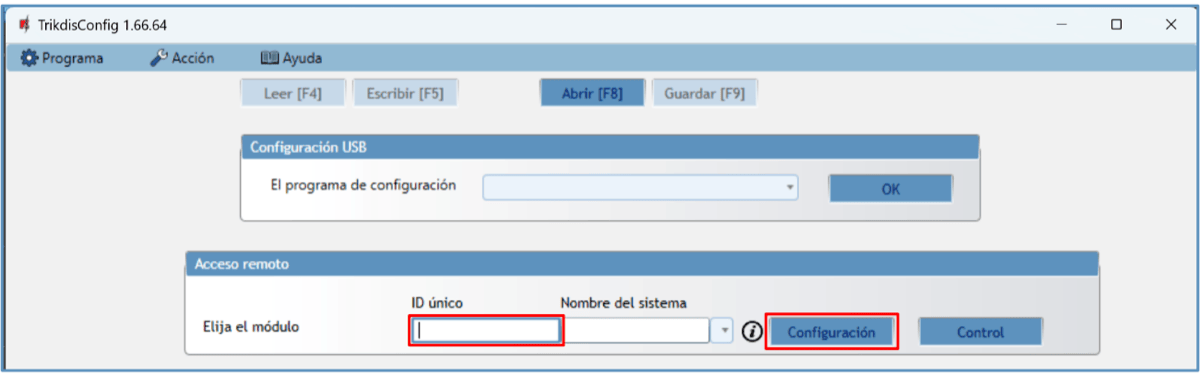 TrikdisConfig 1.66.64
Programa Acción Ayuda
Leer [F4] Escribir [F5] Abrir [F8] Guardar [F9]
Configuración USB
El programa de configuración OK
Acceso remoto
ID único Nombre del sistema
Elija el módulo i Configuración Control